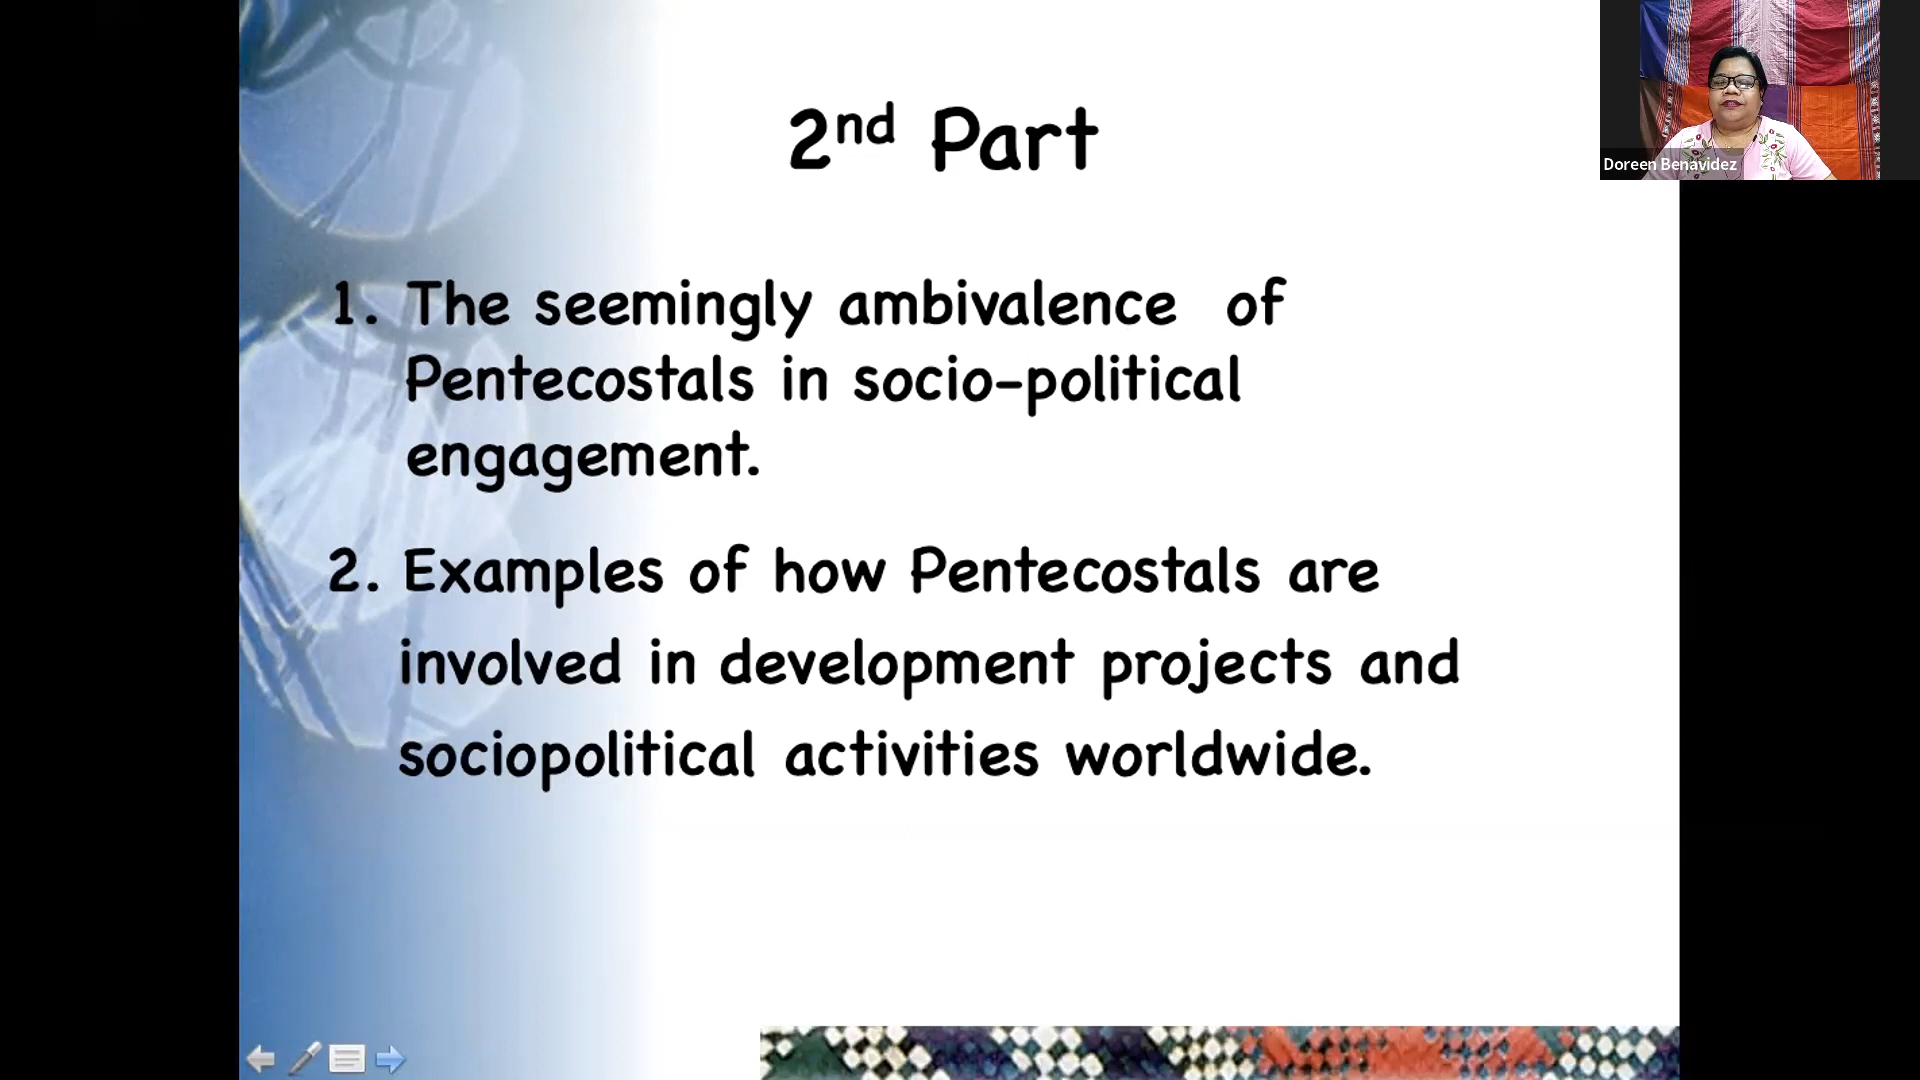 2nd Part
1. The seemingly ambivalence of
Pentecostals in socio-political
engagement.
2. Examples of how Pentecostals are
involved in development projects and
sociopolitical activities worldwide.
Doreen Benavidez